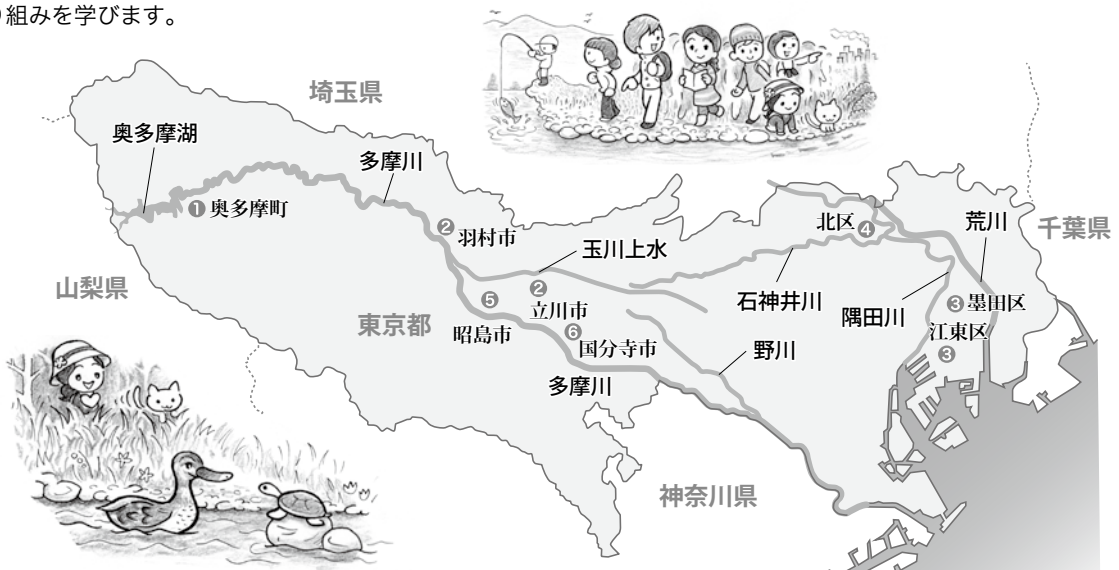 り組みを学びます。
埼玉県
奥多摩湖
多摩川
❶奥多摩町
❷
羽村市
玉川上水
北区❹
荒川
千葉県
山梨県
東京都
❺
昭島市
❷
立川市
❻
国分寺市
石神井川
隅田川
❸墨田区
江東区
❸
野川
多摩川
神奈川県